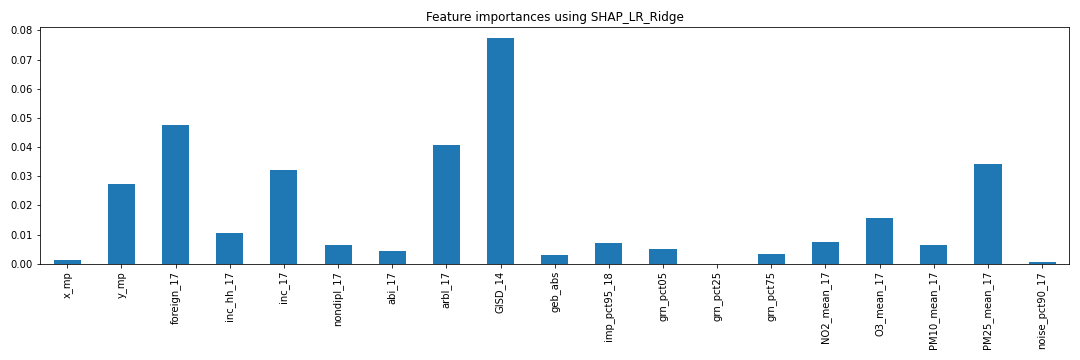 Feature importances using SHAP_LR_Ridge
0.08
0.07
0.06
0.05
0.04
0.03
0.02
0.01
0.00
x_mp
y_mp
foreign_17
inc_hh_17
inc_17
nondipl_17
abi_17
arbl_17
GISD_14
geb_abs
imp_pct95_18
grn_pct05
grn_pct25
grn_pct75
NO2_mean_17
O3_mean_17
PM10_mean_17
PM25_mean_17
noise_pct90_17